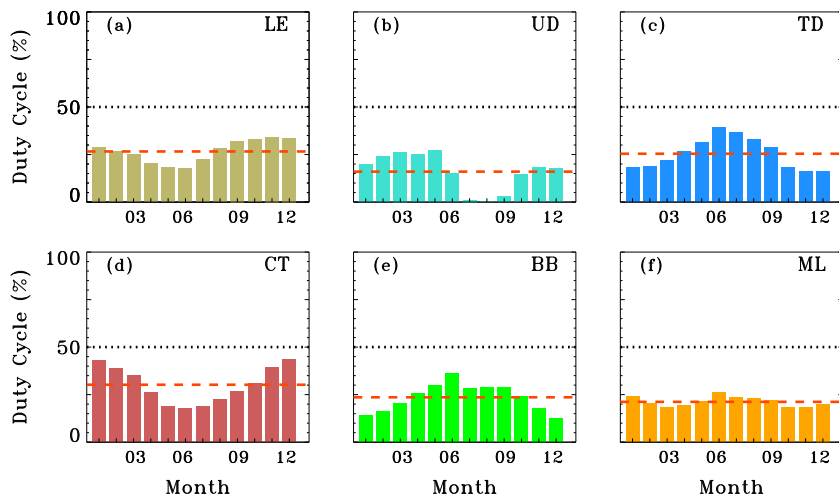 100 (a) LE (b) UD (c) TD
Duty Cycle (%)
50
0
03 06 09 12 03 06 09 12 03 06 09 12
100 (d) CT (e) BB (f) ML
Duty Cycle (%)
50
0
03 06 09 12 03 06 09 12 03 06 09 12
Month Month Month